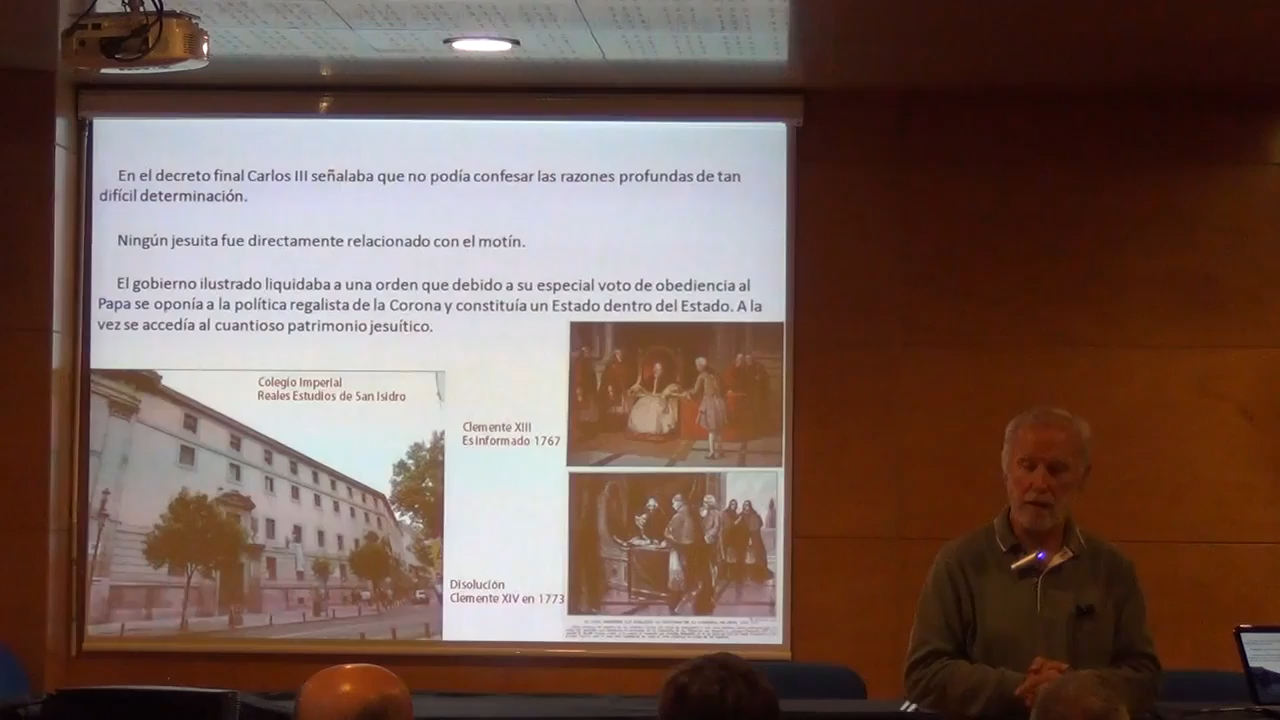 En el decreto final Carlos III señalaba que no podía confesar las razones profundas de tan
difícil determinación.
Ningún jesuita fue directamente relacionado con el motín.
El gobierno ilustrado liquidaba a una orden que debido a su especial voto de obediencia al
Papa se oponía a la política regalista de la Corona y constituía un Estado dentro del Estado. A la
vez se accedía al cuantioso patrimonio jesuítico.
Colegio Imperial
Reales Estudios de San Isidro
Clemente XIII
Es informado 1767
Disolución
Clemente XIV en 1773